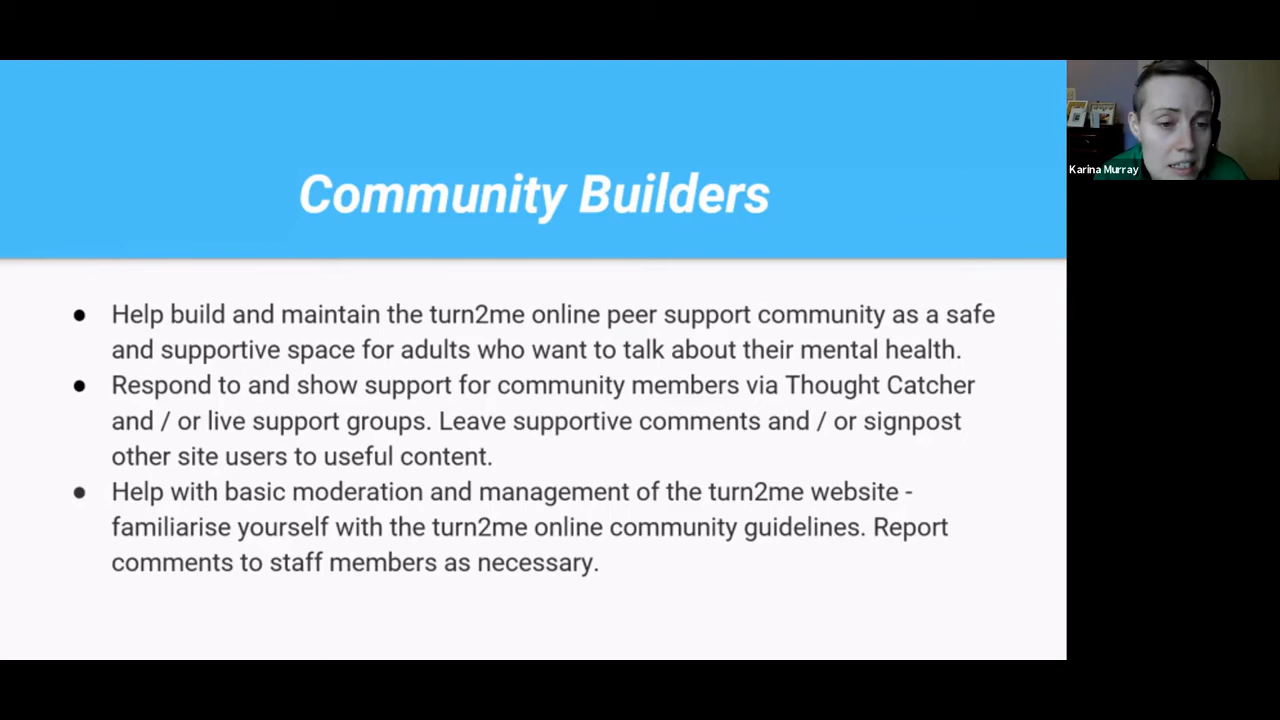 Community Builders
Karina Murray
● Help build and maintain the turn2me online peer support community as a safe
and supportive space for adults who want to talk about their mental health.
● Respond to and show support for community members via Thought Catcher
and / or live support groups. Leave supportive comments and / or signpost
other site users to useful content.
● Help with basic moderation and management of the turn2me website -
familiarise yourself with the turn2me online community guidelines. Report
comments to staff members as necessary.